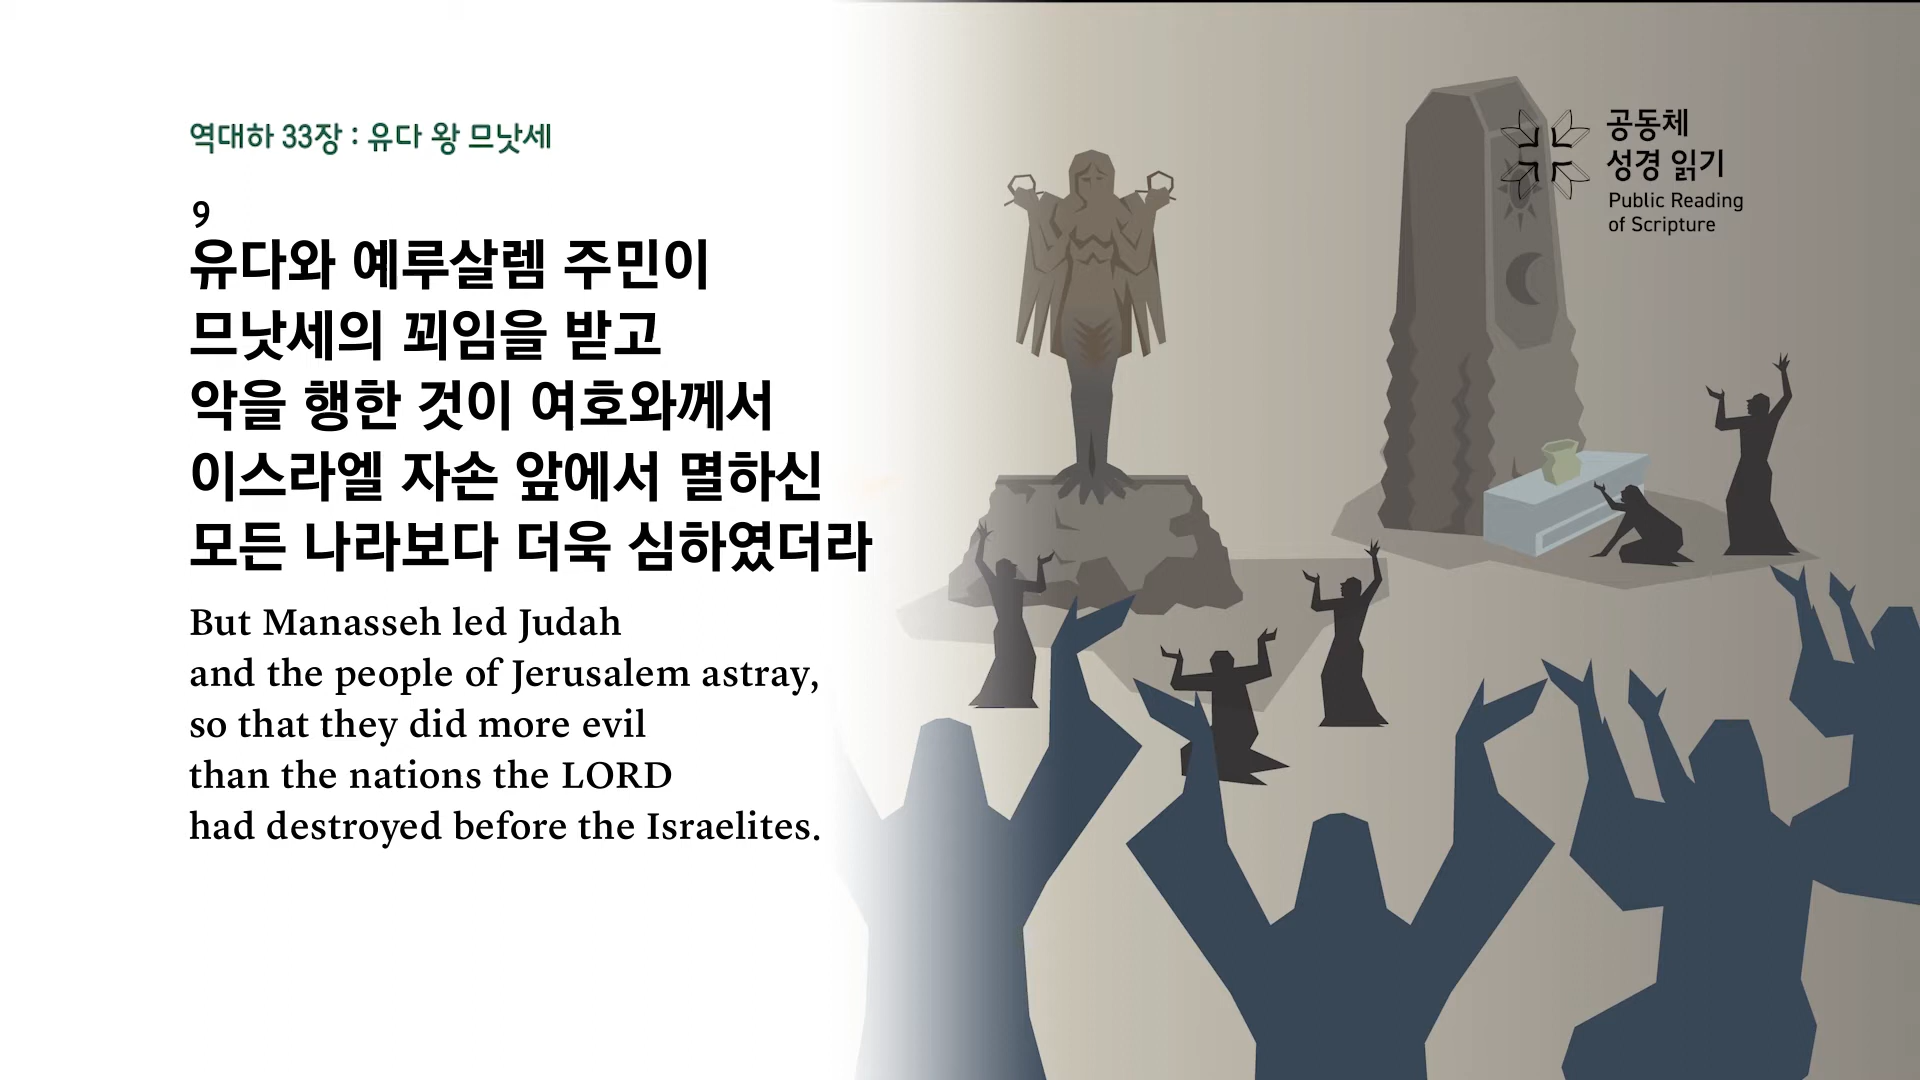 역대하 33장 : 유다 왕 므낫세
9
유다와 예루살렘 주민이
므낫세의 꾀임을 받고
악을 행한 것이 여호와께서
이스라엘 자손 앞에서 멸하신
모든 나라보다 더욱 심하였더라
But Manasseh led Judah
and the people of Jerusalem astray,
so that they did more evil
than the nations the LORD
had destroyed before the Israelites.
공동체
성경 읽기
Public Reading
of Scripture